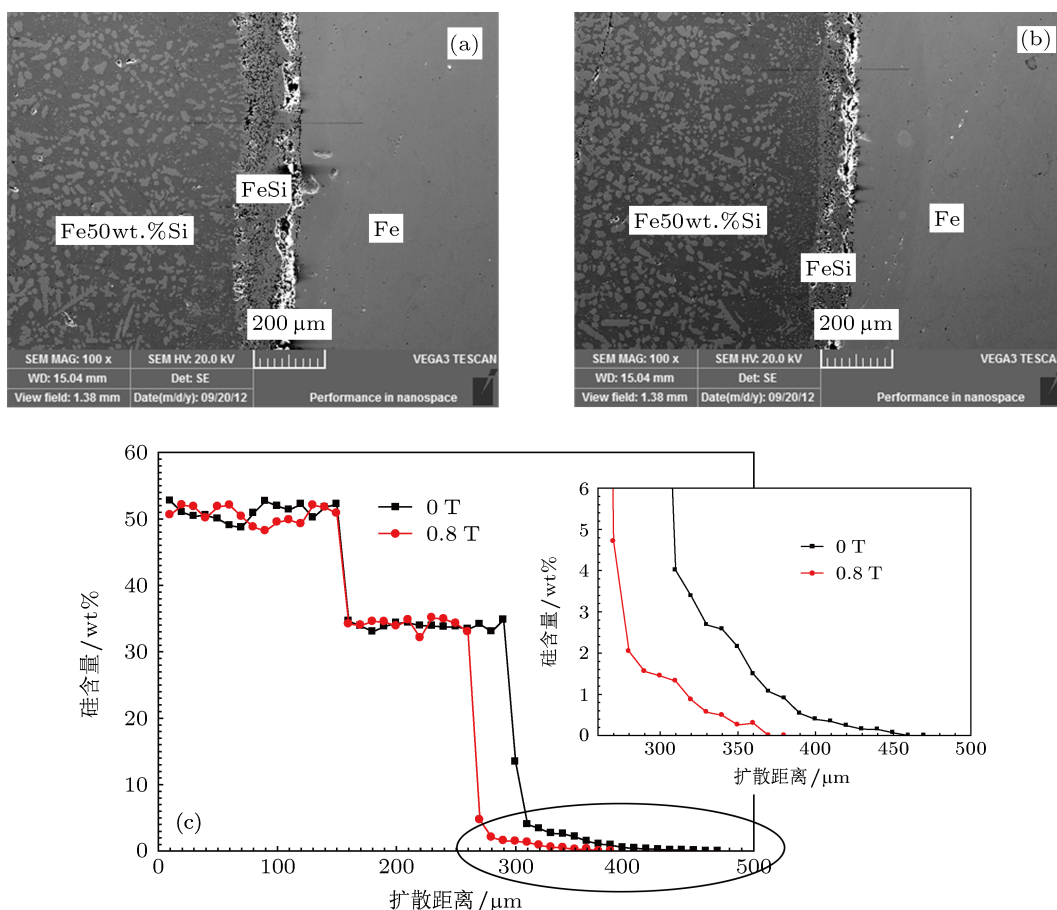 (a)
FeSi
Fe50wt.%Si
Fe
200 μm
SEM MAG: 100 x
SEM HV: 20.0 kV
VEGA3 TESCAN
WD: 15.04 mm
Det: SE
View field: 1.38 mm
Date(m/d/y): 09/20/12
Performance in nanospace
(b)
Fe50wt.%Si
Fe
FeSi
200 μm
SEM MAG: 100 x
SEM HV: 20.0 kV
VEGA3 TESCAN
WD: 15.04 mm
Det: SE
View field: 1.38 mm
Date(m/d/y): 09/20/12
Performance in nanospace
60
50
40
30
20
10
0
硅含量/wt%
0 T
0.8 T
(c)
0
100
200
300
400
500
扩散距离/μm
6
5
4
3
2
1
0
硅含量/wt%
0 T
0.8 T
300
350
400
450
500
扩散距离/μm